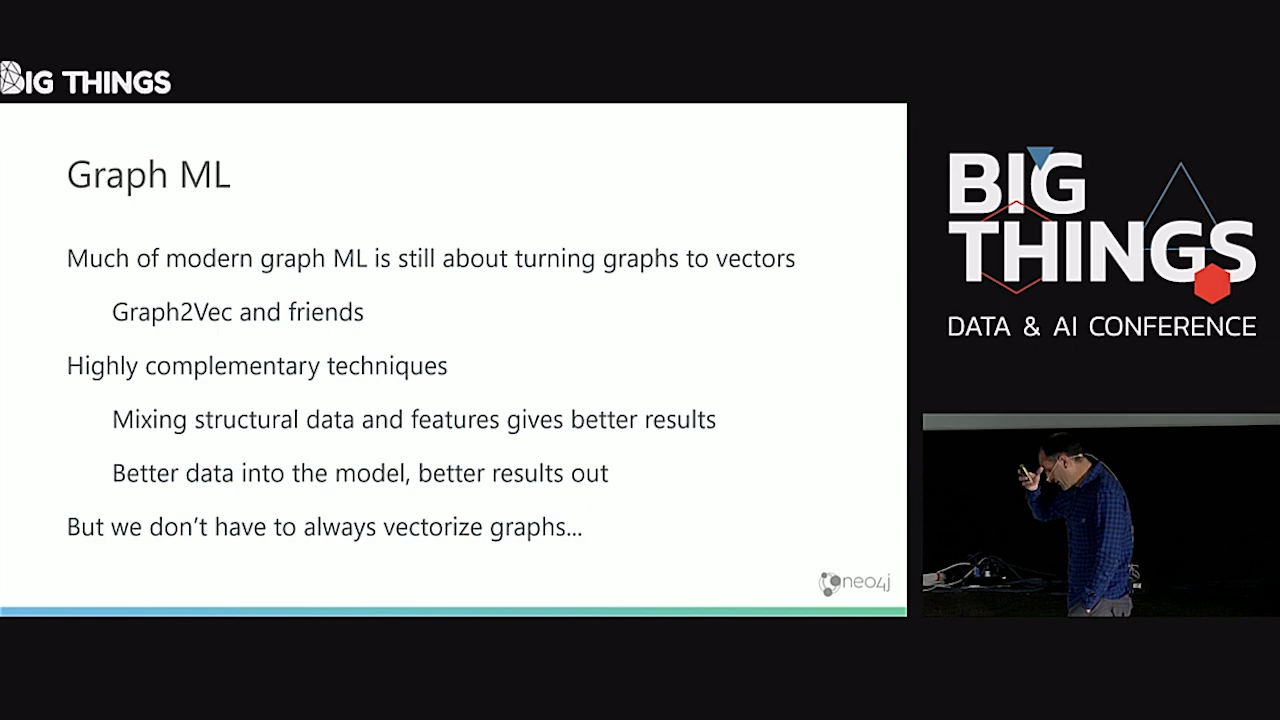 BIG THINGS
Graph ML
Much of modern graph ML is still about turning graphs to vectors
Graph2Vec and friends
Highly complementary techniques
Mixing structural data and features gives better results
Better data into the model, better results out
But we don't have to always vectorize graphs...
neo4j
BIG
THINGS
DATA & AI CONFERENCE